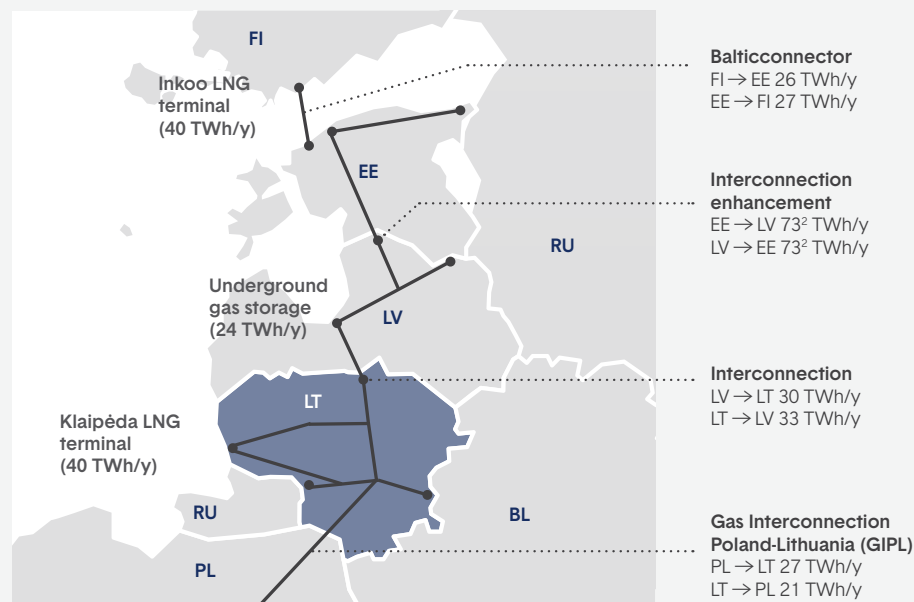 FI
Inkoo LNG
terminal
(40 TWh/y)
EE
Underground
gas storage
(24 TWh/y)
LV
RU
LT
Klaipėda LNG
terminal
(40 TWh/y)
RU
BL
PL
Balticconnector
FI → EE 26 TWh/y
EE → FI 27 TWh/y
Interconnection
enhancement
EE → LV 73² TWh/y
LV → EE 73² TWh/y
Interconnection
LV → LT 30 TWh/y
LT → LV 33 TWh/y
Gas Interconnection
Poland-Lithuania (GIPL)
PL → LT 27 TWh/y
LT → PL 21 TWh/y